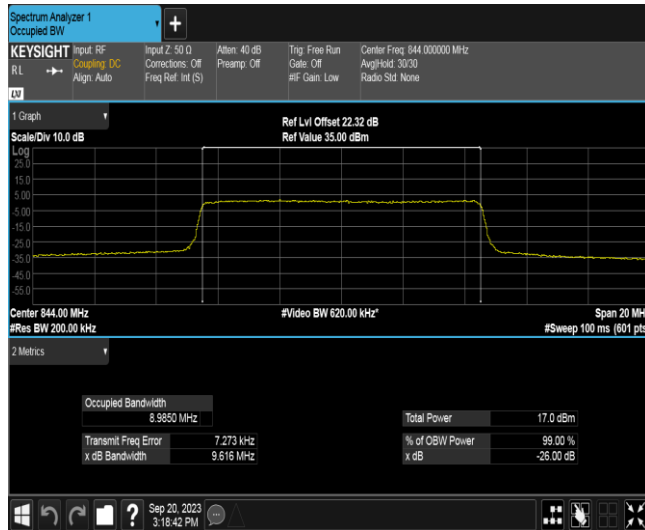 Spectrum Analyzer 1
Occupied BW
KEYSIGHT Input: RF Input Z: 50 Ω Atten: 40 dB Trig: Free Run Center Freq: 844.000000 MHz
RL Coupling: DC Corrections: Off Preamp: Off Gate: Off Avg|Hold: 30/30
Align: Auto Freq Ref: Int (S) #IF Gain: Low Radio Std: None
LXI
1 Graph
Ref Lvl Offset 22.32 dB
Scale/Div 10.0 dB Ref Value 35.00 dBm
Log
25.0
15.0
5.00
-5.00
-15.0
-25.0
-35.0
-45.0
-55.0
Center 844.00 MHz #Video BW 620.00 kHz* Span 20 MH
#Res BW 200.00 kHz #Sweep 100 ms (601 pts
2 Metrics
Occupied Bandwidth
8.9850 MHz Total Power 17.0 dBm
Transmit Freq Error 7.273 kHz % of OBW Power 99.00 %
x dB Bandwidth 9.616 MHz x dB -26.00 dB
? Sep 20, 2023
3:18:42 PM